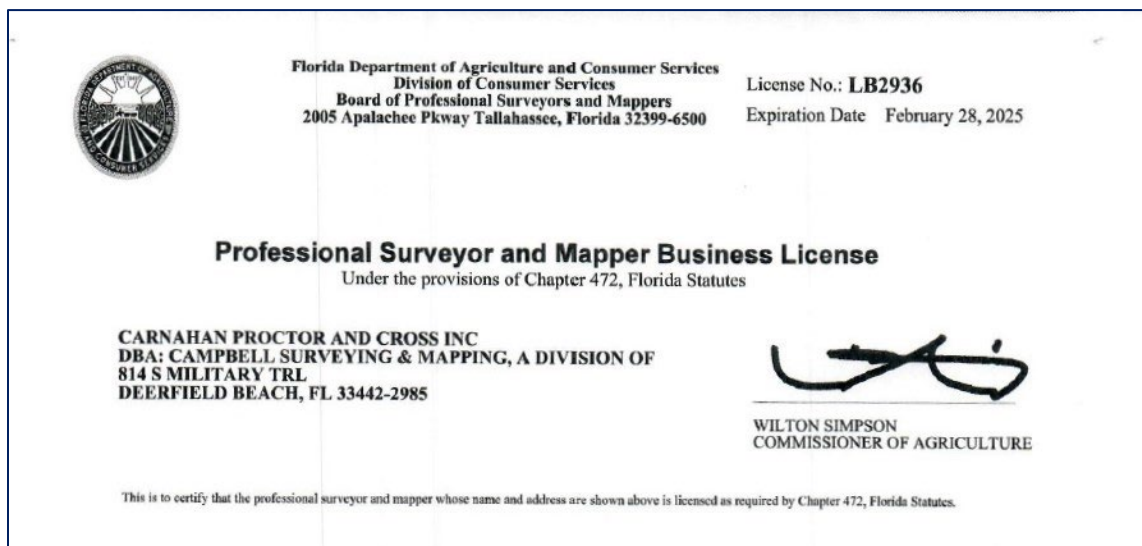 Florida Department of Agriculture and Consumer Services
Division of Consumer Services
Board of Professional Surveyors and Mappers
2005 Apalachee Pkway Tallahassee, Florida 32399-6500
License No.: LB2936
Expiration Date February 28, 2025
Professional Surveyor and Mapper Business License
Under the provisions of Chapter 472, Florida Statutes
CARNAHAN PROCTOR AND CROSS INC
DBA: CAMPBELL SURVEYING & MAPPING, A DIVISION OF
814 S MILITARY TRL
DEERFIELD BEACH, FL 33442-2985
WILTON SIMPSON
COMMISSIONER OF AGRICULTURE
This is to certify that the professional surveyor and mapper whose name and address are shown above is licensed as required by Chapter 472, Florida Statutes.